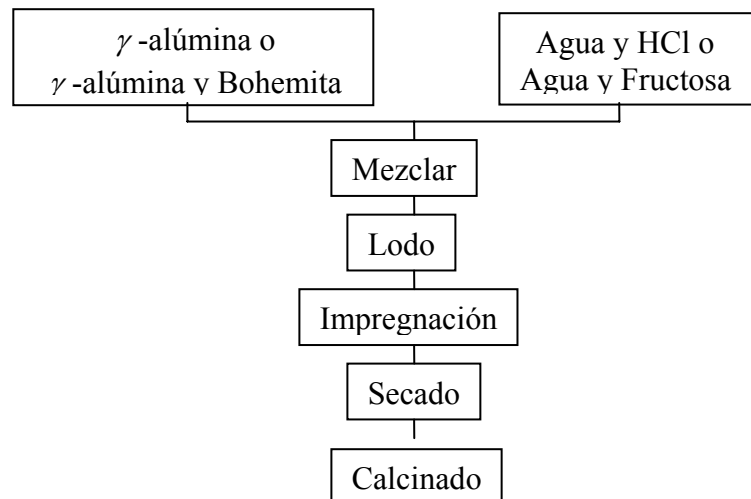 γ -alúmina o
γ -alúmina y Bohemita
Agua y HCl o
Agua y Fructosa
Mezclar
Lodo
Impregnación
Secado
Calcinado